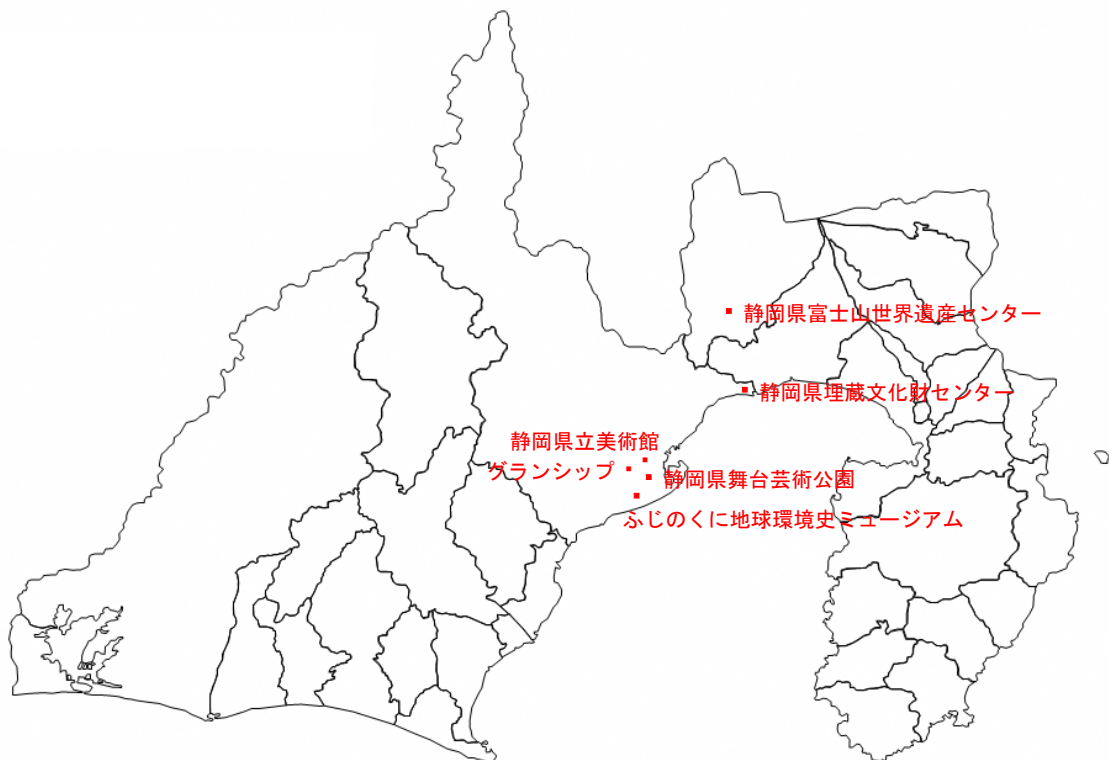 静岡県富士山世界遺産センター
静岡県埋蔵文化財センター
静岡県立美術館
グランシップ
静岡県舞台芸術公園
ふじのくに地球環境史ミュージアム